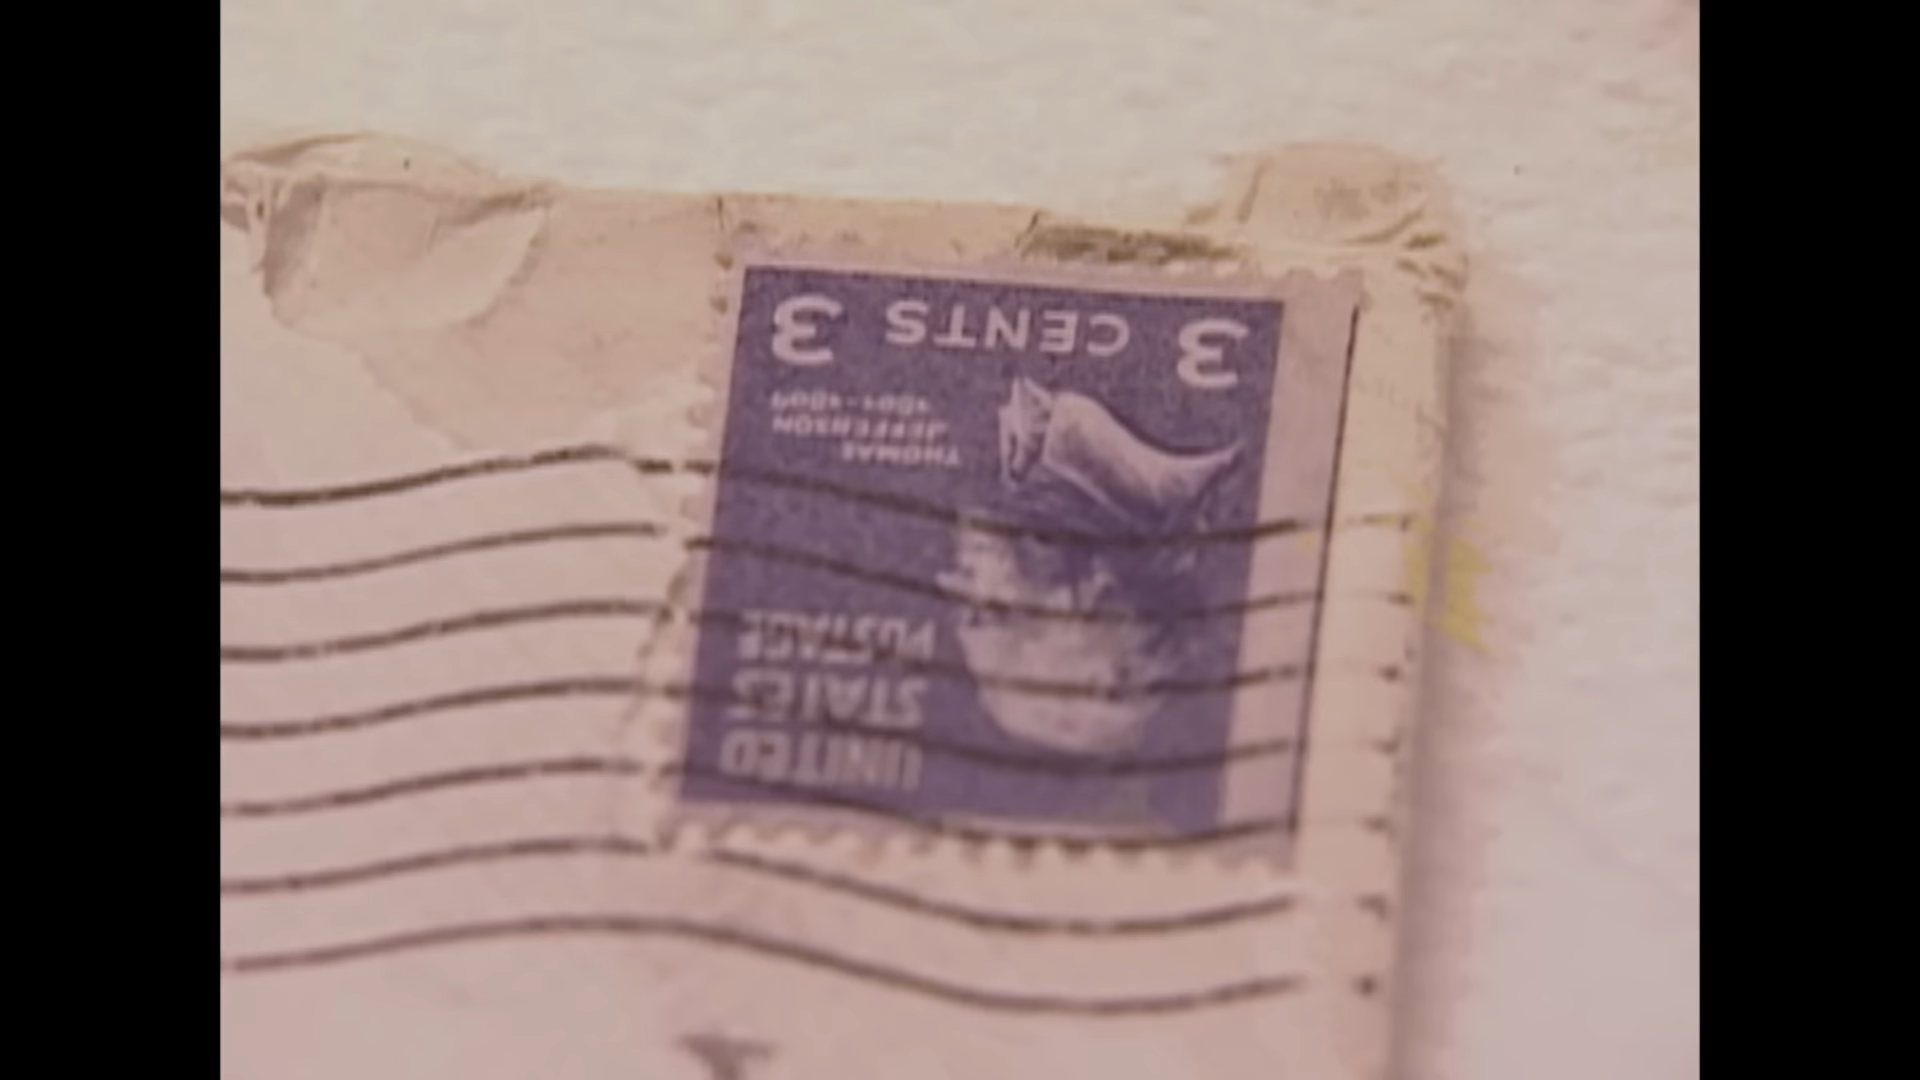 UNITED
STATES
POSTAGE
THOMAS
JEFFERSON
1801-1809
3 CENTS 3